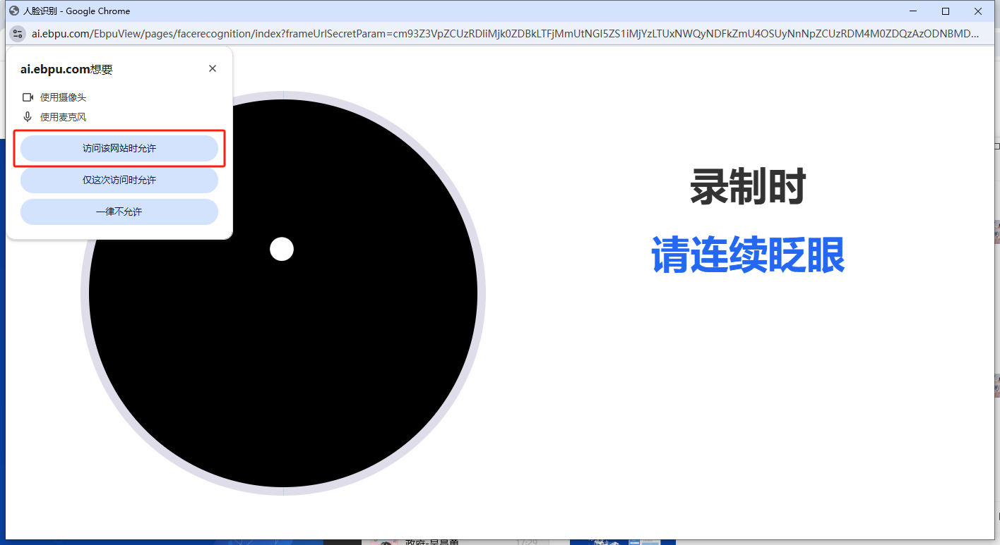 人脸识别 - Google Chrome
ai.ebpu.com/EbpuView/pages/facerecognition/index?frameUrlSecretParam=cm93Z3VpZCUzRDliMjk0ZDBkLTFjMmUtNGI5ZS1iMjYzLTUxNWQyNDFkZmU4OSUyNnNpZCUzRDM4M0ZDQzAzODNBMD...
ai.ebpu.com想要
使用摄像头
使用麦克风
访问该网站时允许
仅这次访问时允许
一律不允许
录制时
请连续眨眼
17:29